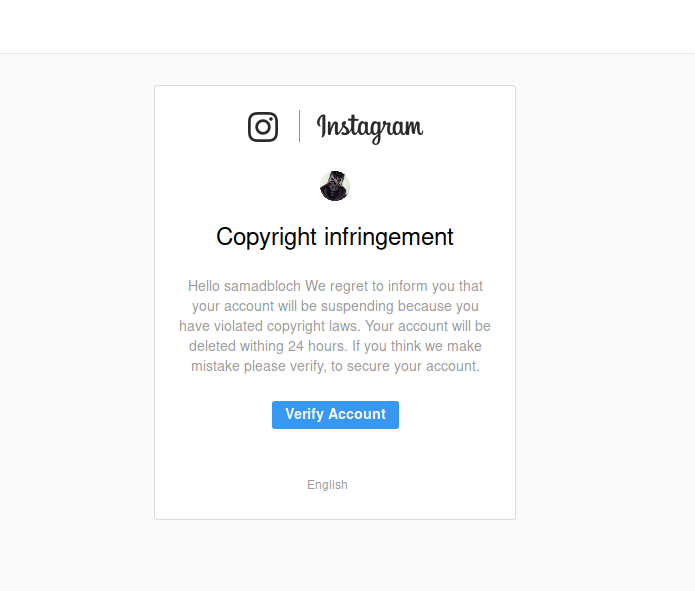 Instagram
Copyright infringement
Hello samadbloch We regret to inform you that
your account will be suspending because you
have violated copyright laws. Your account will be
deleted withing 24 hours. If you think we make
mistake please verify, to secure your account.
Verify Account
English